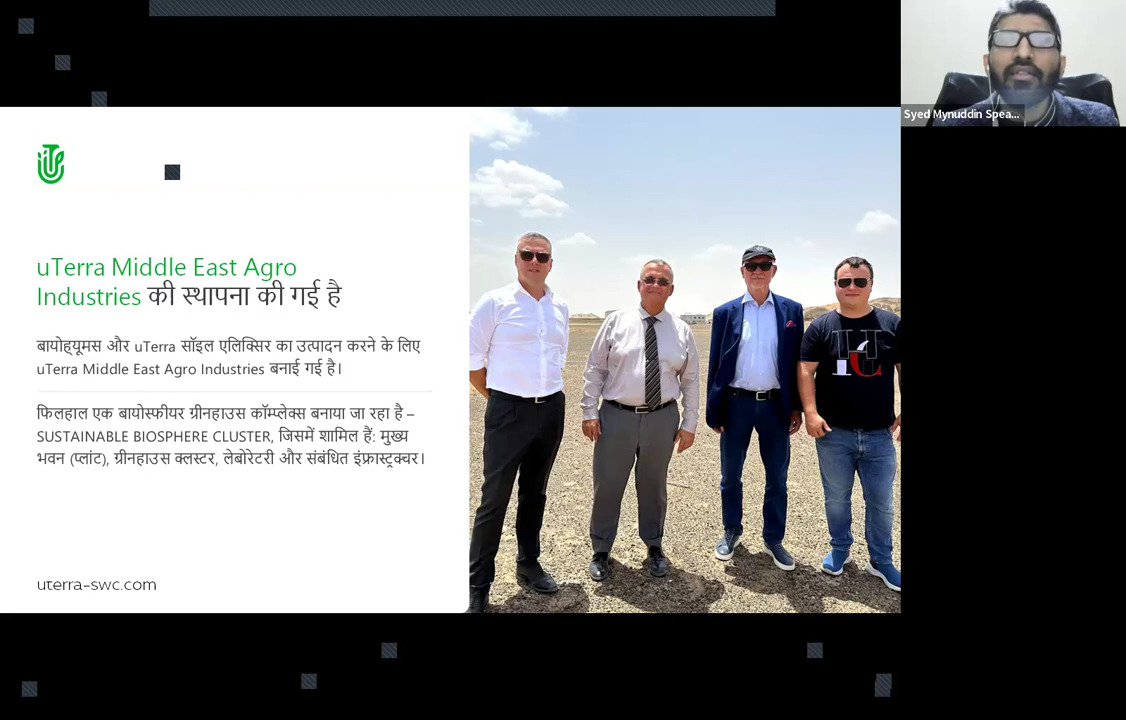 Syed Mynuddin Spea...
uTerra Middle East Agro
Industries की स्थापना की गई है
बायोह्यूमस और uTerra सॉइल एलिक्सिर का उत्पादन करने के लिए
uTerra Middle East Agro Industries बनाई गई है।
फिलहाल एक बायोस्फीयर ग्रीनहाउस कॉम्प्लेक्स बनाया जा रहा है –
SUSTAINABLE BIOSPHERE CLUSTER, जिसमें शामिल हैं: मुख्य
भवन (प्लांट), ग्रीनहाउस क्लस्टर, लेबोरेटरी और संबंधित इंफ्रास्ट्रक्चर।
uterra-swc.com